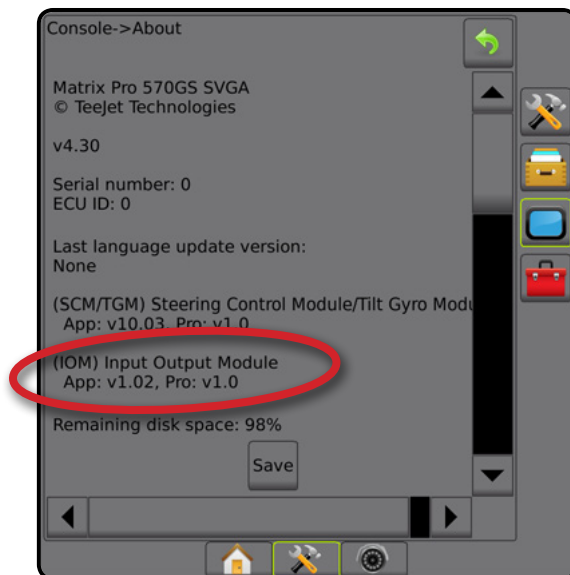 Console->About
Matrix Pro 570GS SVGA
© TeeJet Technologies
v4.30
Serial number: 0
ECU ID: 0
Last language update version:
None
(SCM/TGM) Steering Control Module/Tilt Gyro Modu
App: v10.03, Pro: v1.0
(IOM) Input Output Module
App: v1.02, Pro: v1.0
Remaining disk space: 98%
Save